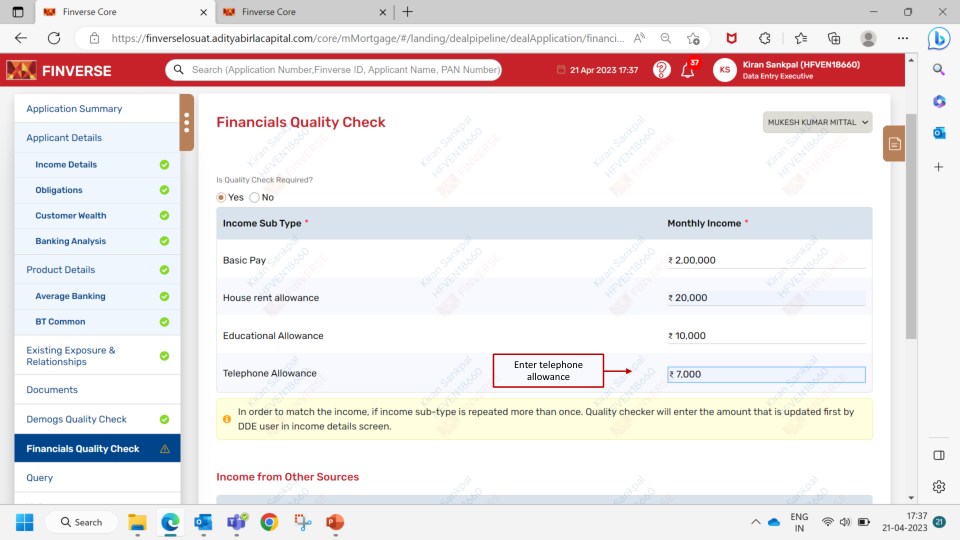 Finverse Core
Finverse Core
https://finverselosuat.adityabirlacapital.com/core/mMortgage/#/landing/dealpipeline/dealApplication/financi...
FINVERSE
Search (Application Number,Finverse ID, Applicant Name, PAN Number)
21 Apr 2023 17:37
37
KS
Kiran Sankpal (HFVEN18660)
Data Entry Executive
Application Summary
Applicant Details
Income Details
Obligations
Customer Wealth
Banking Analysis
Product Details
Average Banking
BT Common
Existing Exposure &
Relationships
Documents
Demogs Quality Check
Financials Quality Check
Query
Financials Quality Check
MUKESH KUMAR MITTAL
Is Quality Check Required?
Yes No
Income Sub Type * Monthly Income *
Basic Pay ₹ 2,00,000
House rent allowance ₹ 20,000
Educational Allowance ₹ 10,000
Telephone Allowance ₹ 7,000
Enter telephone
allowance
In order to match the income, if income sub-type is repeated more than once. Quality checker will enter the amount that is updated first by
DDE user in income details screen.
Income from Other Sources
Kiran Sankpal
HFVEN18660
FINVERSE
Search
ENG
IN
17:37
21-04-2023
21